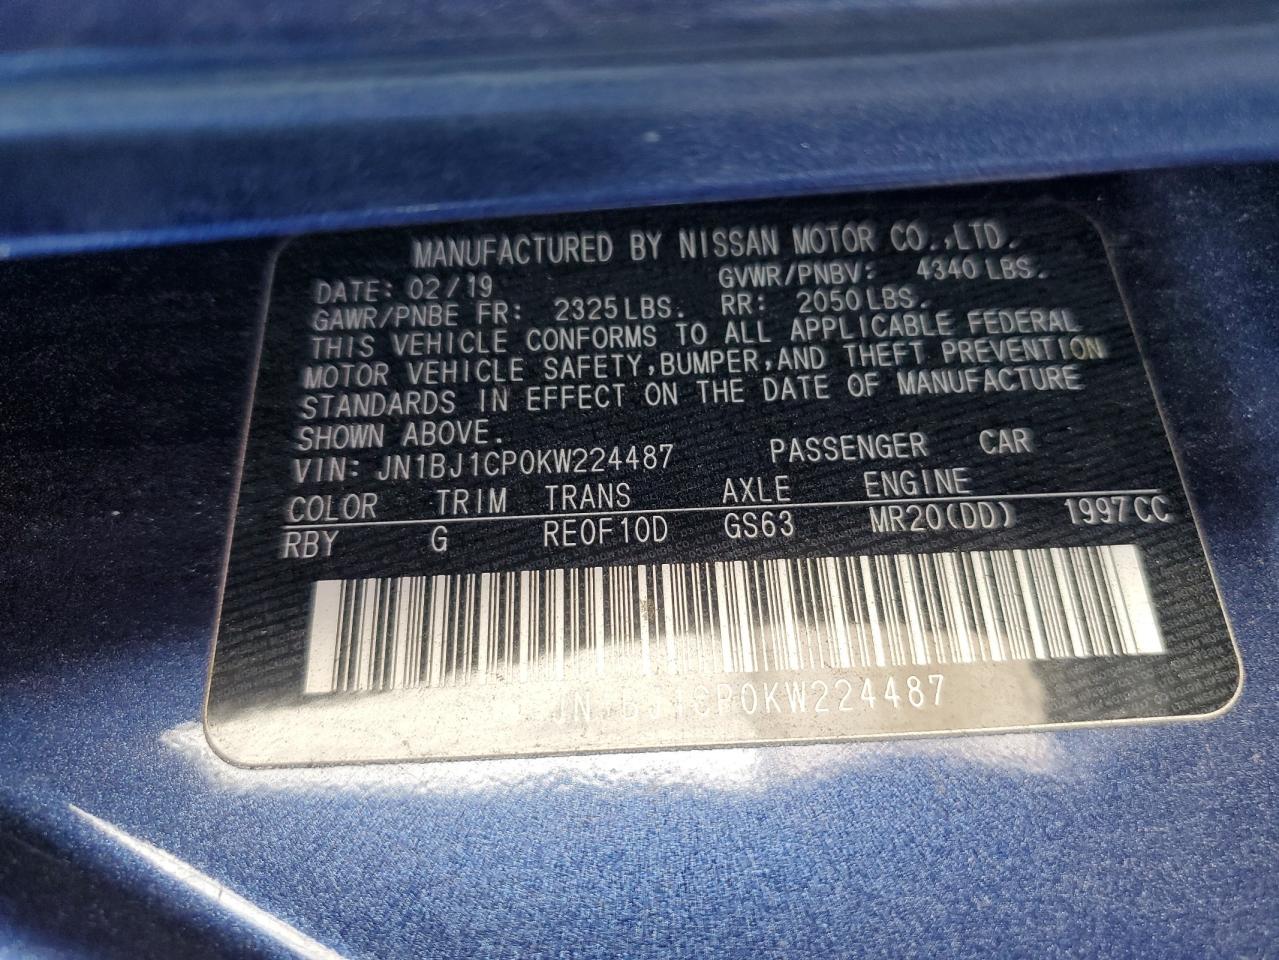 MANUFACTURED BY NISSAN MOTOR CO.,LTD.
DATE: 02/19 GVWR/PNBV: 4340 LBS.
GAWR/PNBE FR: 2325 LBS. RR: 2050 LBS.
THIS VEHICLE CONFORMS TO ALL APPLICABLE FEDERAL
MOTOR VEHICLE SAFETY,BUMPER,AND THEFT PREVENTION
STANDARDS IN EFFECT ON THE DATE OF MANUFACTURE
SHOWN ABOVE.
VIN: JN1BJ1CP0KW224487 PASSENGER CAR
COLOR TRIM TRANS AXLE ENGINE
RBY G RE0F10D GS63 MR20(DD) 1997 CC
JN1BJ1CP0KW224487